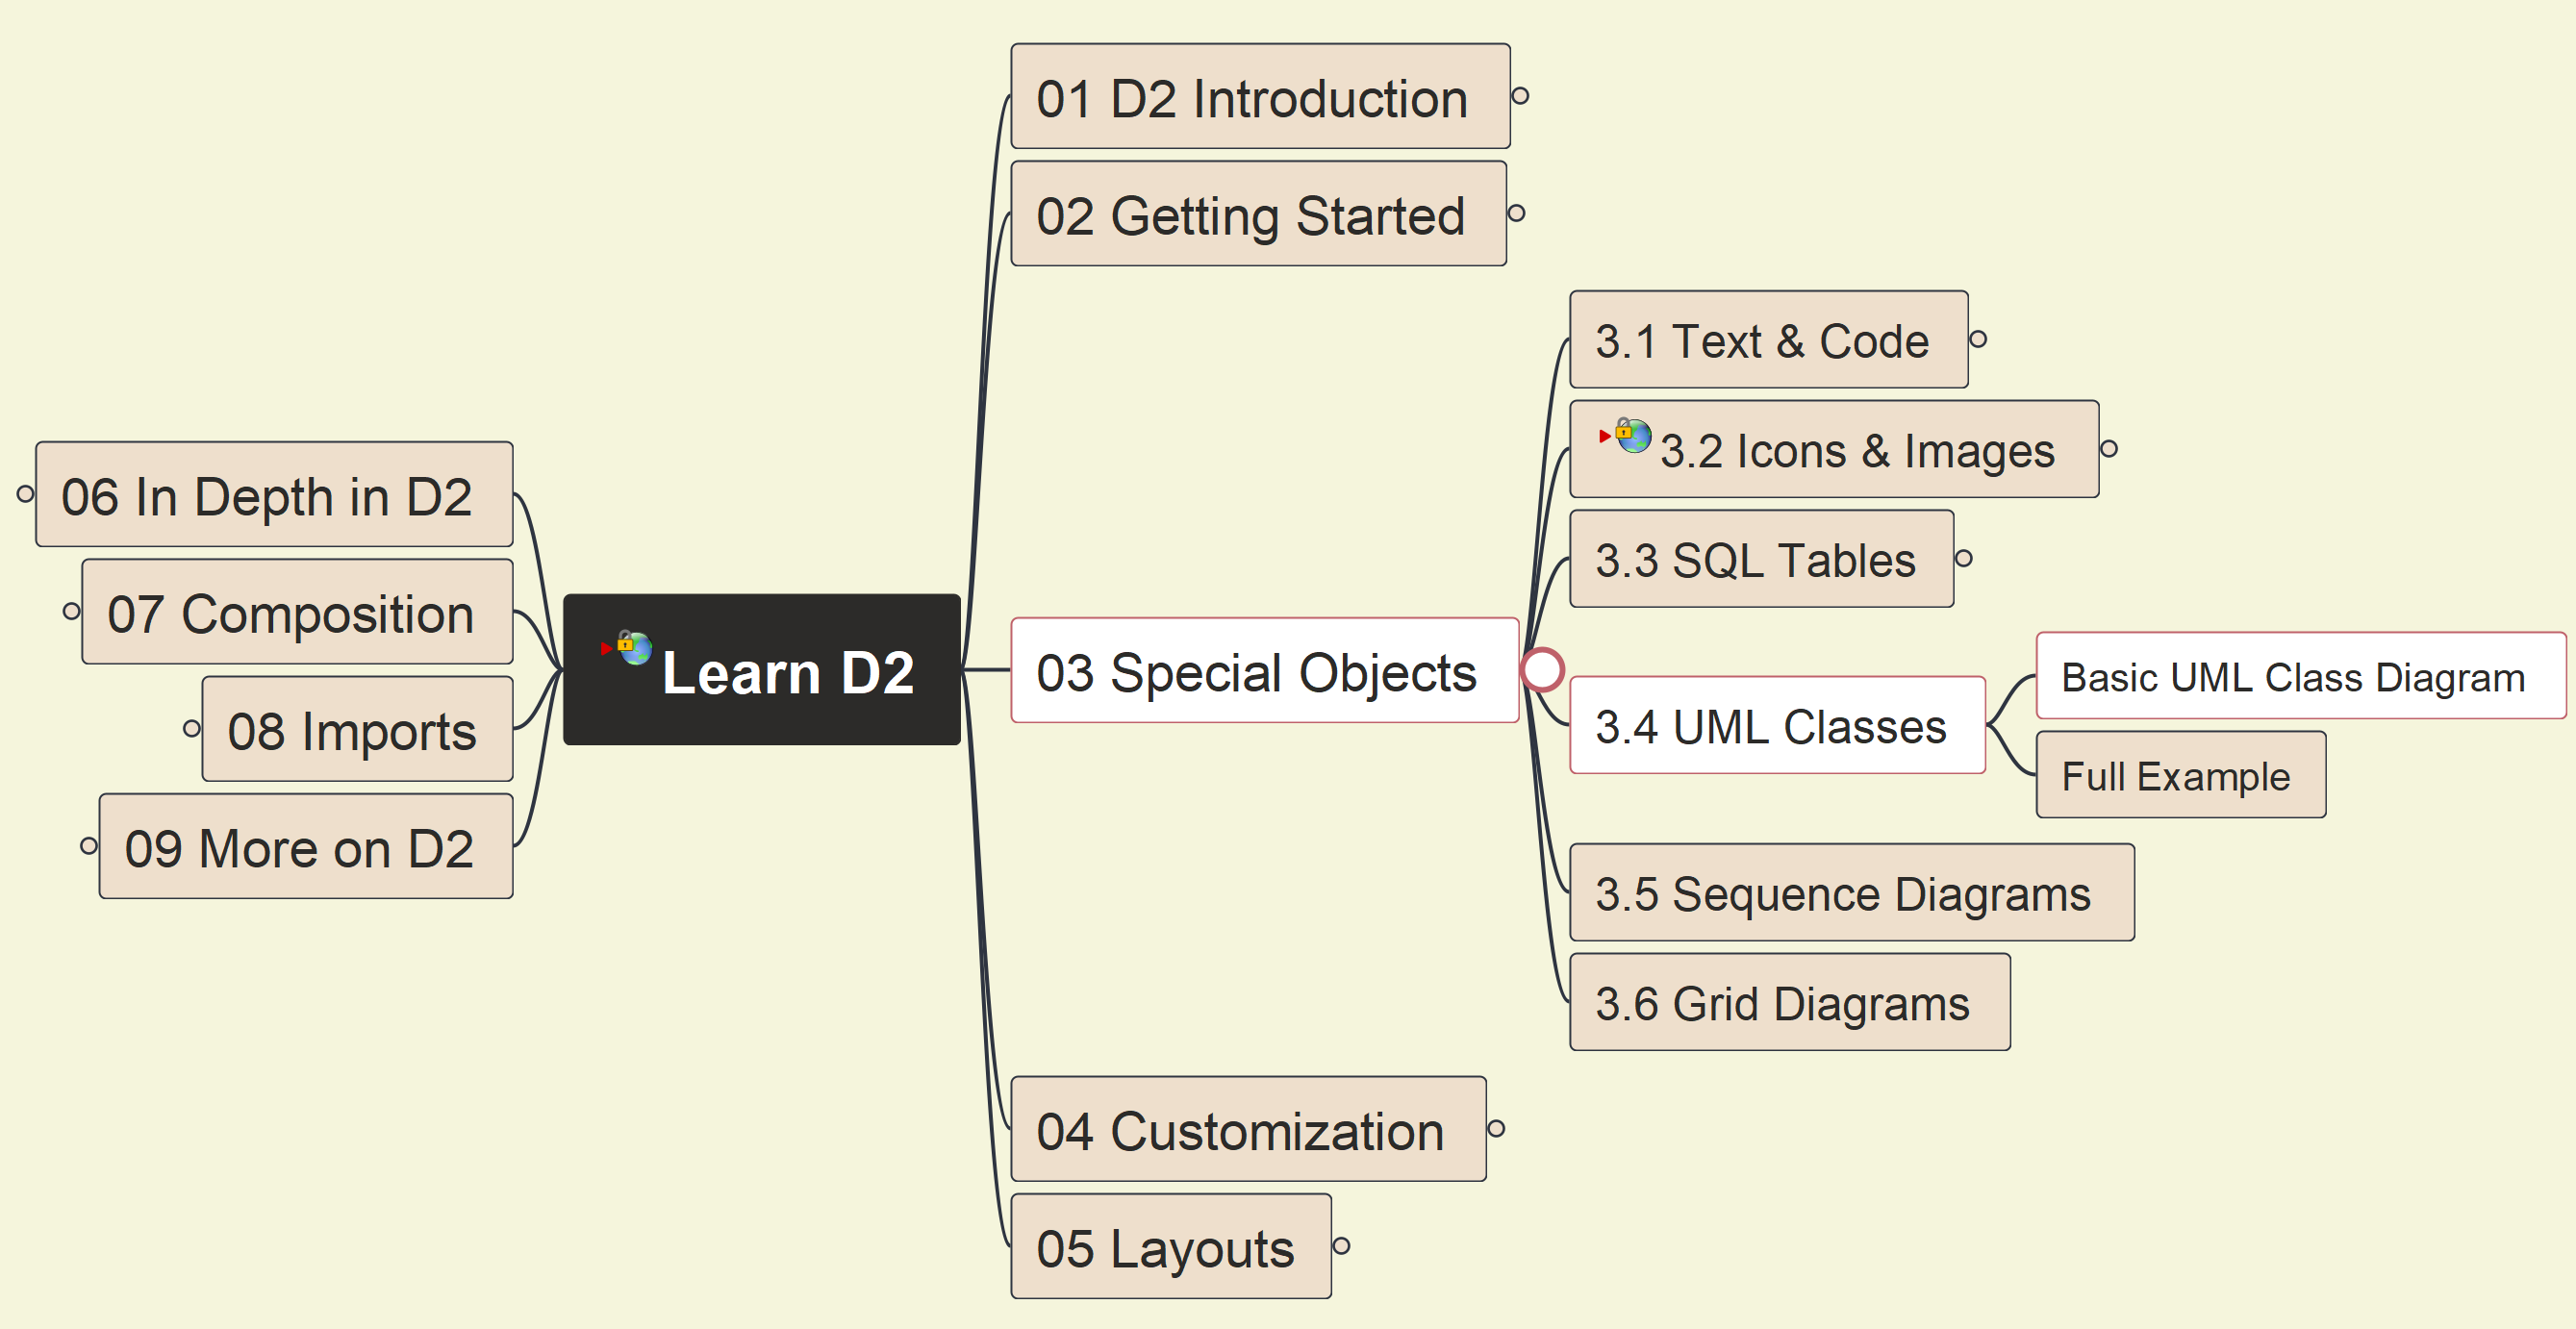 Learn D2
01 D2 Introduction
02 Getting Started
03 Special Objects
3.1 Text & Code
3.2 Icons & Images
3.3 SQL Tables
3.4 UML Classes
Basic UML Class Diagram
Full Example
3.5 Sequence Diagrams
3.6 Grid Diagrams
04 Customization
05 Layouts
06 In Depth in D2
07 Composition
08 Imports
09 More on D2